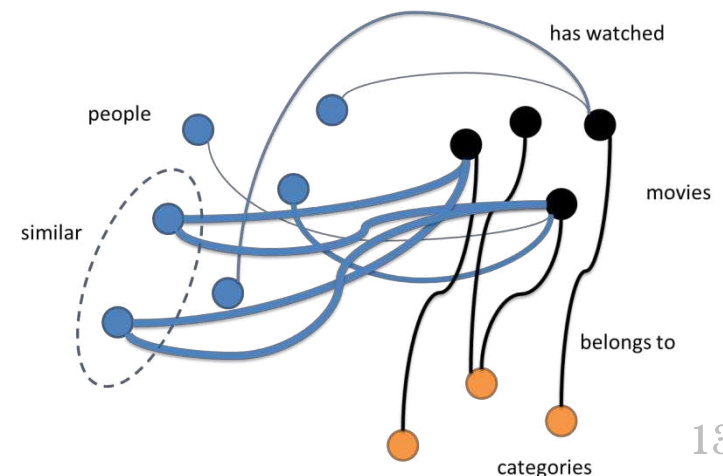 has watched
people
movies
similar
belongs to
categories